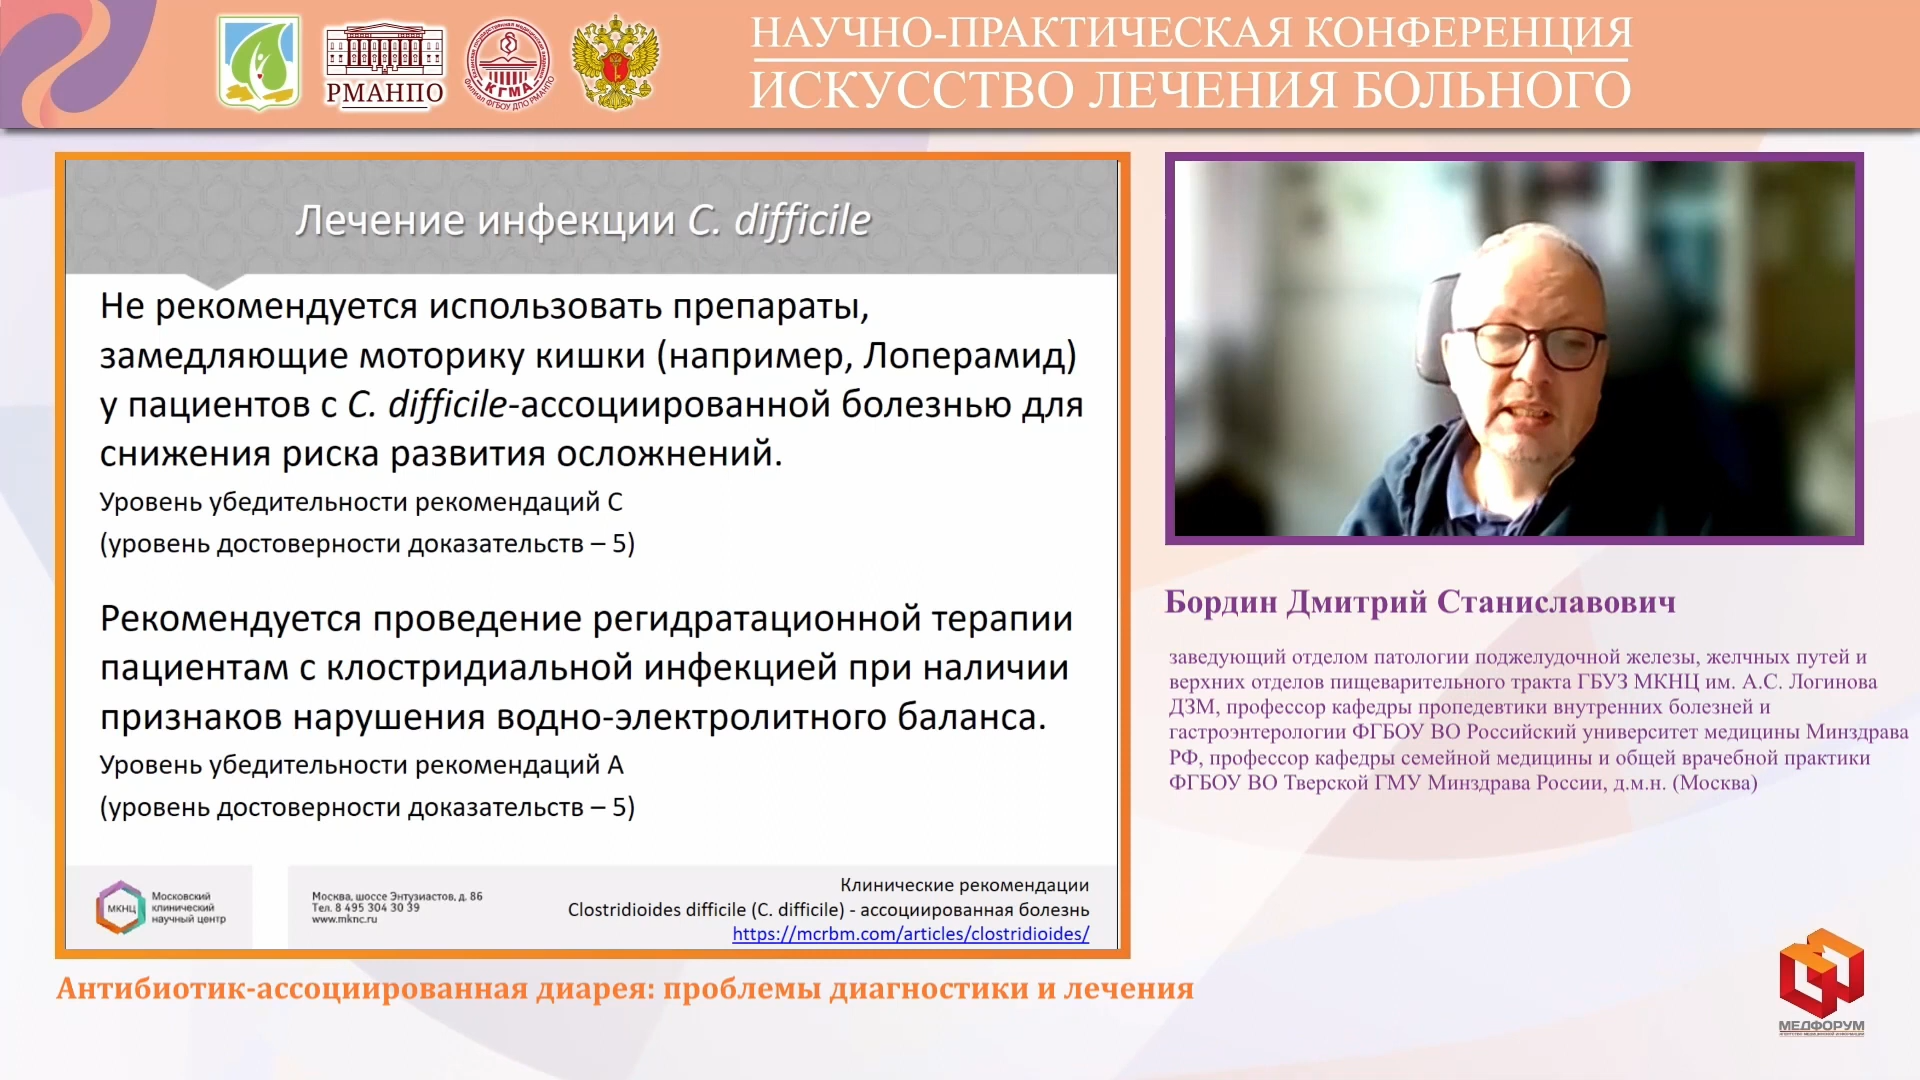 НАУЧНО-ПРАКТИЧЕСКАЯ КОНФЕРЕНЦИЯ
ИСКУССТВО ЛЕЧЕНИЯ БОЛЬНОГО
РМАНПО
КГМА
Лечение инфекции C. difficile
Не рекомендуется использовать препараты,
замедляющие моторику кишки (например, Лоперамид)
у пациентов с C. difficile-ассоциированной болезнью для
снижения риска развития осложнений.
Уровень убедительности рекомендаций С
(уровень достоверности доказательств – 5)
Рекомендуется проведение регидратационной терапии
пациентам с клостридиальной инфекцией при наличии
признаков нарушения водно-электролитного баланса.
Уровень убедительности рекомендаций А
(уровень достоверности доказательств – 5)
МКНЦ
Московский
клинический
научный центр
Москва, шоссе Энтузиастов, д. 86
Тел. 8 495 304 30 39
www.mknc.ru
Клинические рекомендации
Clostridioides difficile (C. difficile) - ассоциированная болезнь
https://mcrbm.com/articles/clostridioides/
Бордин Дмитрий Станиславович
заведующий отделом патологии поджелудочной железы, желчных путей и
верхних отделов пищеварительного тракта ГБУЗ МКНЦ им. А.С. Логинова
ДЗМ, профессор кафедры пропедевтики внутренних болезней и
гастроэнтерологии ФГБОУ ВО Российский университет медицины Минздрава
РФ, профессор кафедры семейной медицины и общей врачебной практики
ФГБОУ ВО Тверской ГМУ Минздрава России, д.м.н. (Москва)
Антибиотик-ассоциированная диарея: проблемы диагностики и лечения
МЕДФОРУМ